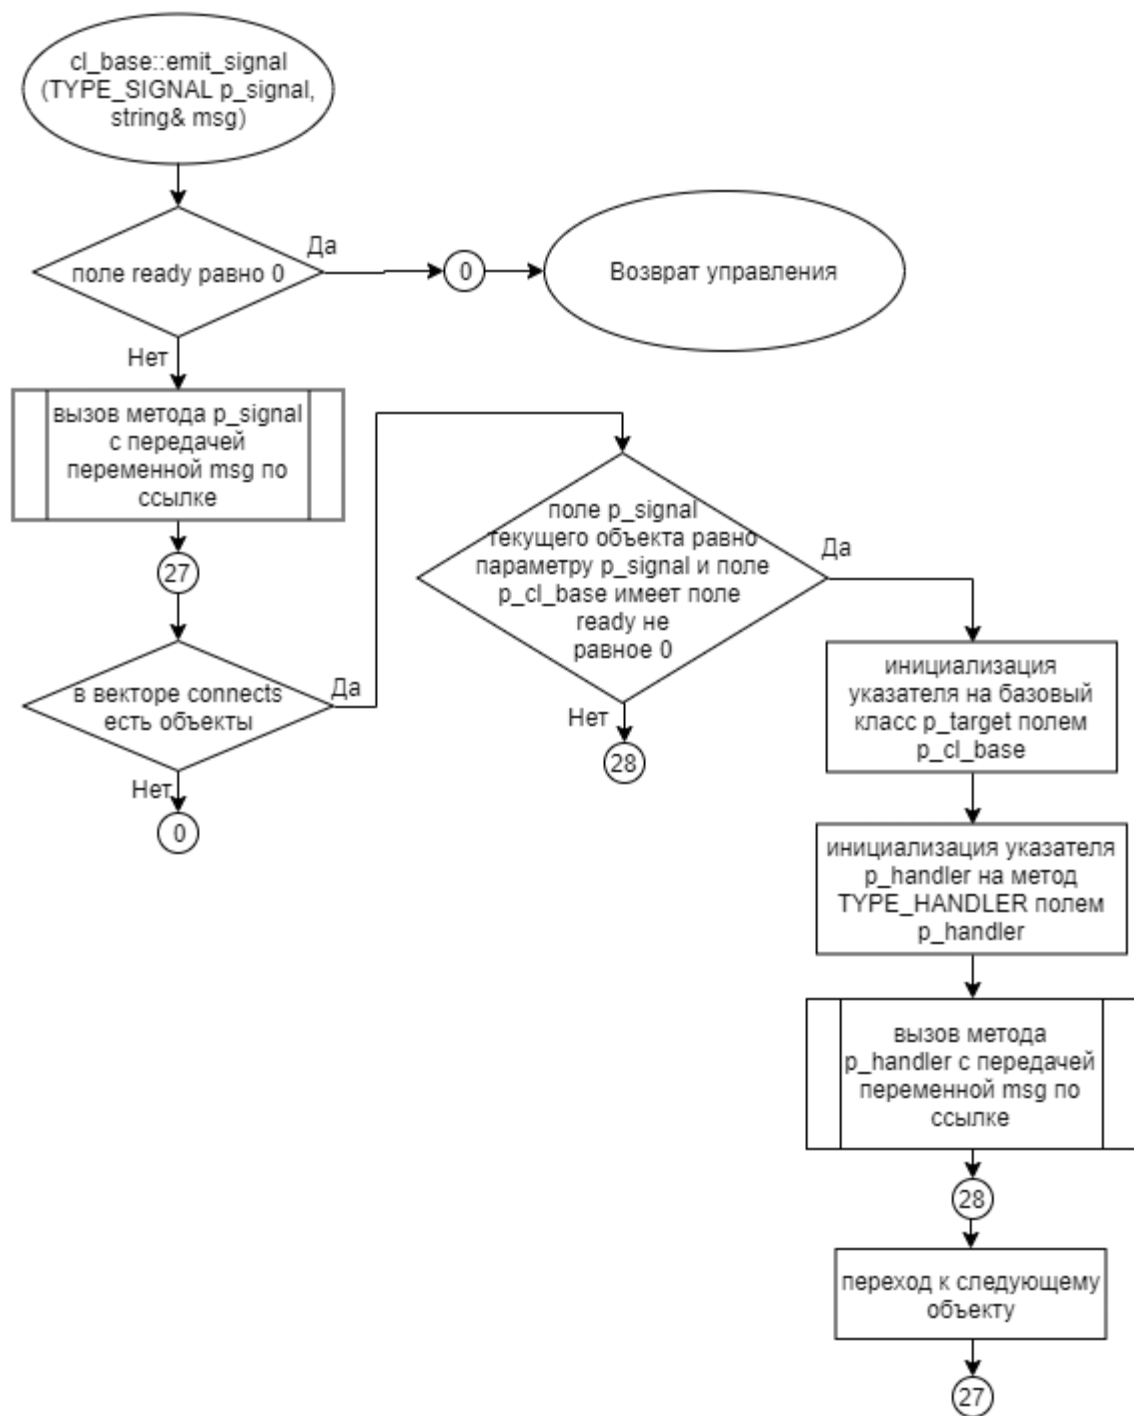 cl_base::emit_signal
(TYPE_SIGNAL p_signal,
string& msg)
поле ready равно 0
Да
0
Возврат управления
Нет
вызов метода p_signal
с передачей
переменной msg по
ссылке
27
в векторе connects
есть объекты
Да
Нет
0
поле p_signal
текущего объекта равно
параметру p_signal и поле
p_cl_base имеет поле
ready не
равное 0
Да
Нет
28
инициализация
указателя на базовый
класс p_target полем
p_cl_base
инициализация указателя
p_handler на метод
TYPE_HANDLER полем
p_handler
вызов метода
p_handler с передачей
переменной msg по
ссылке
28
переход к следующему
объекту
27